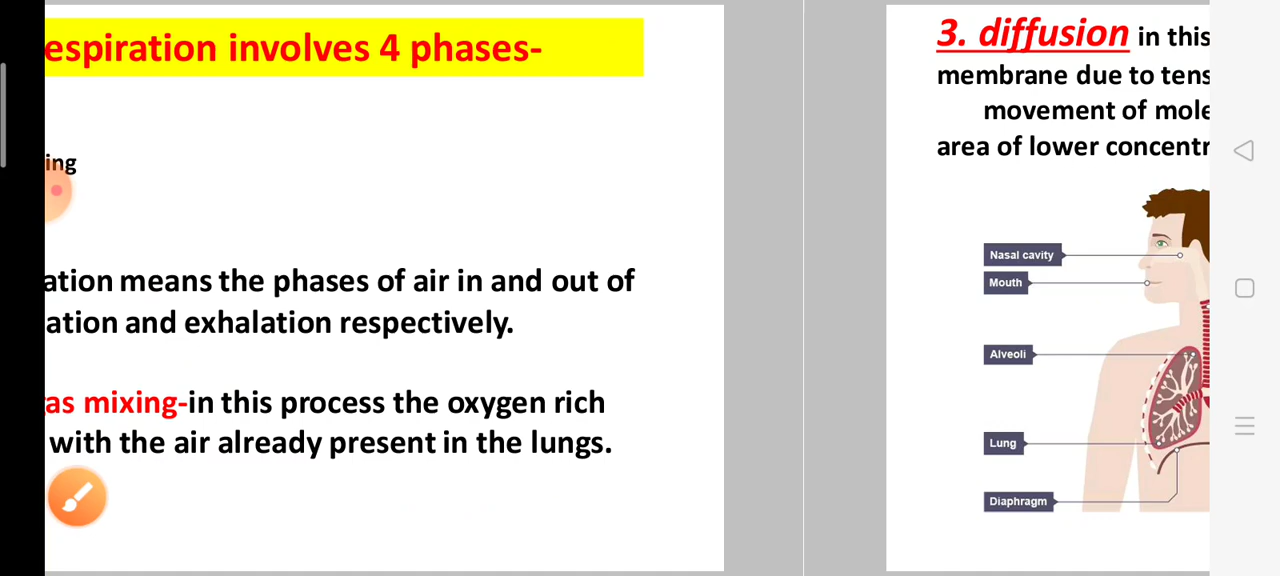 espiration involves 4 phases-
ing
ation means the phases of air in and out of
ation and exhalation respectively.
as mixing-in this process the oxygen rich
with the air already present in the lungs.
3. diffusion in this
membrane due to tens
movement of mole
area of lower concentr
Nasal cavity
Mouth
Alveoli
Lung
Diaphragm